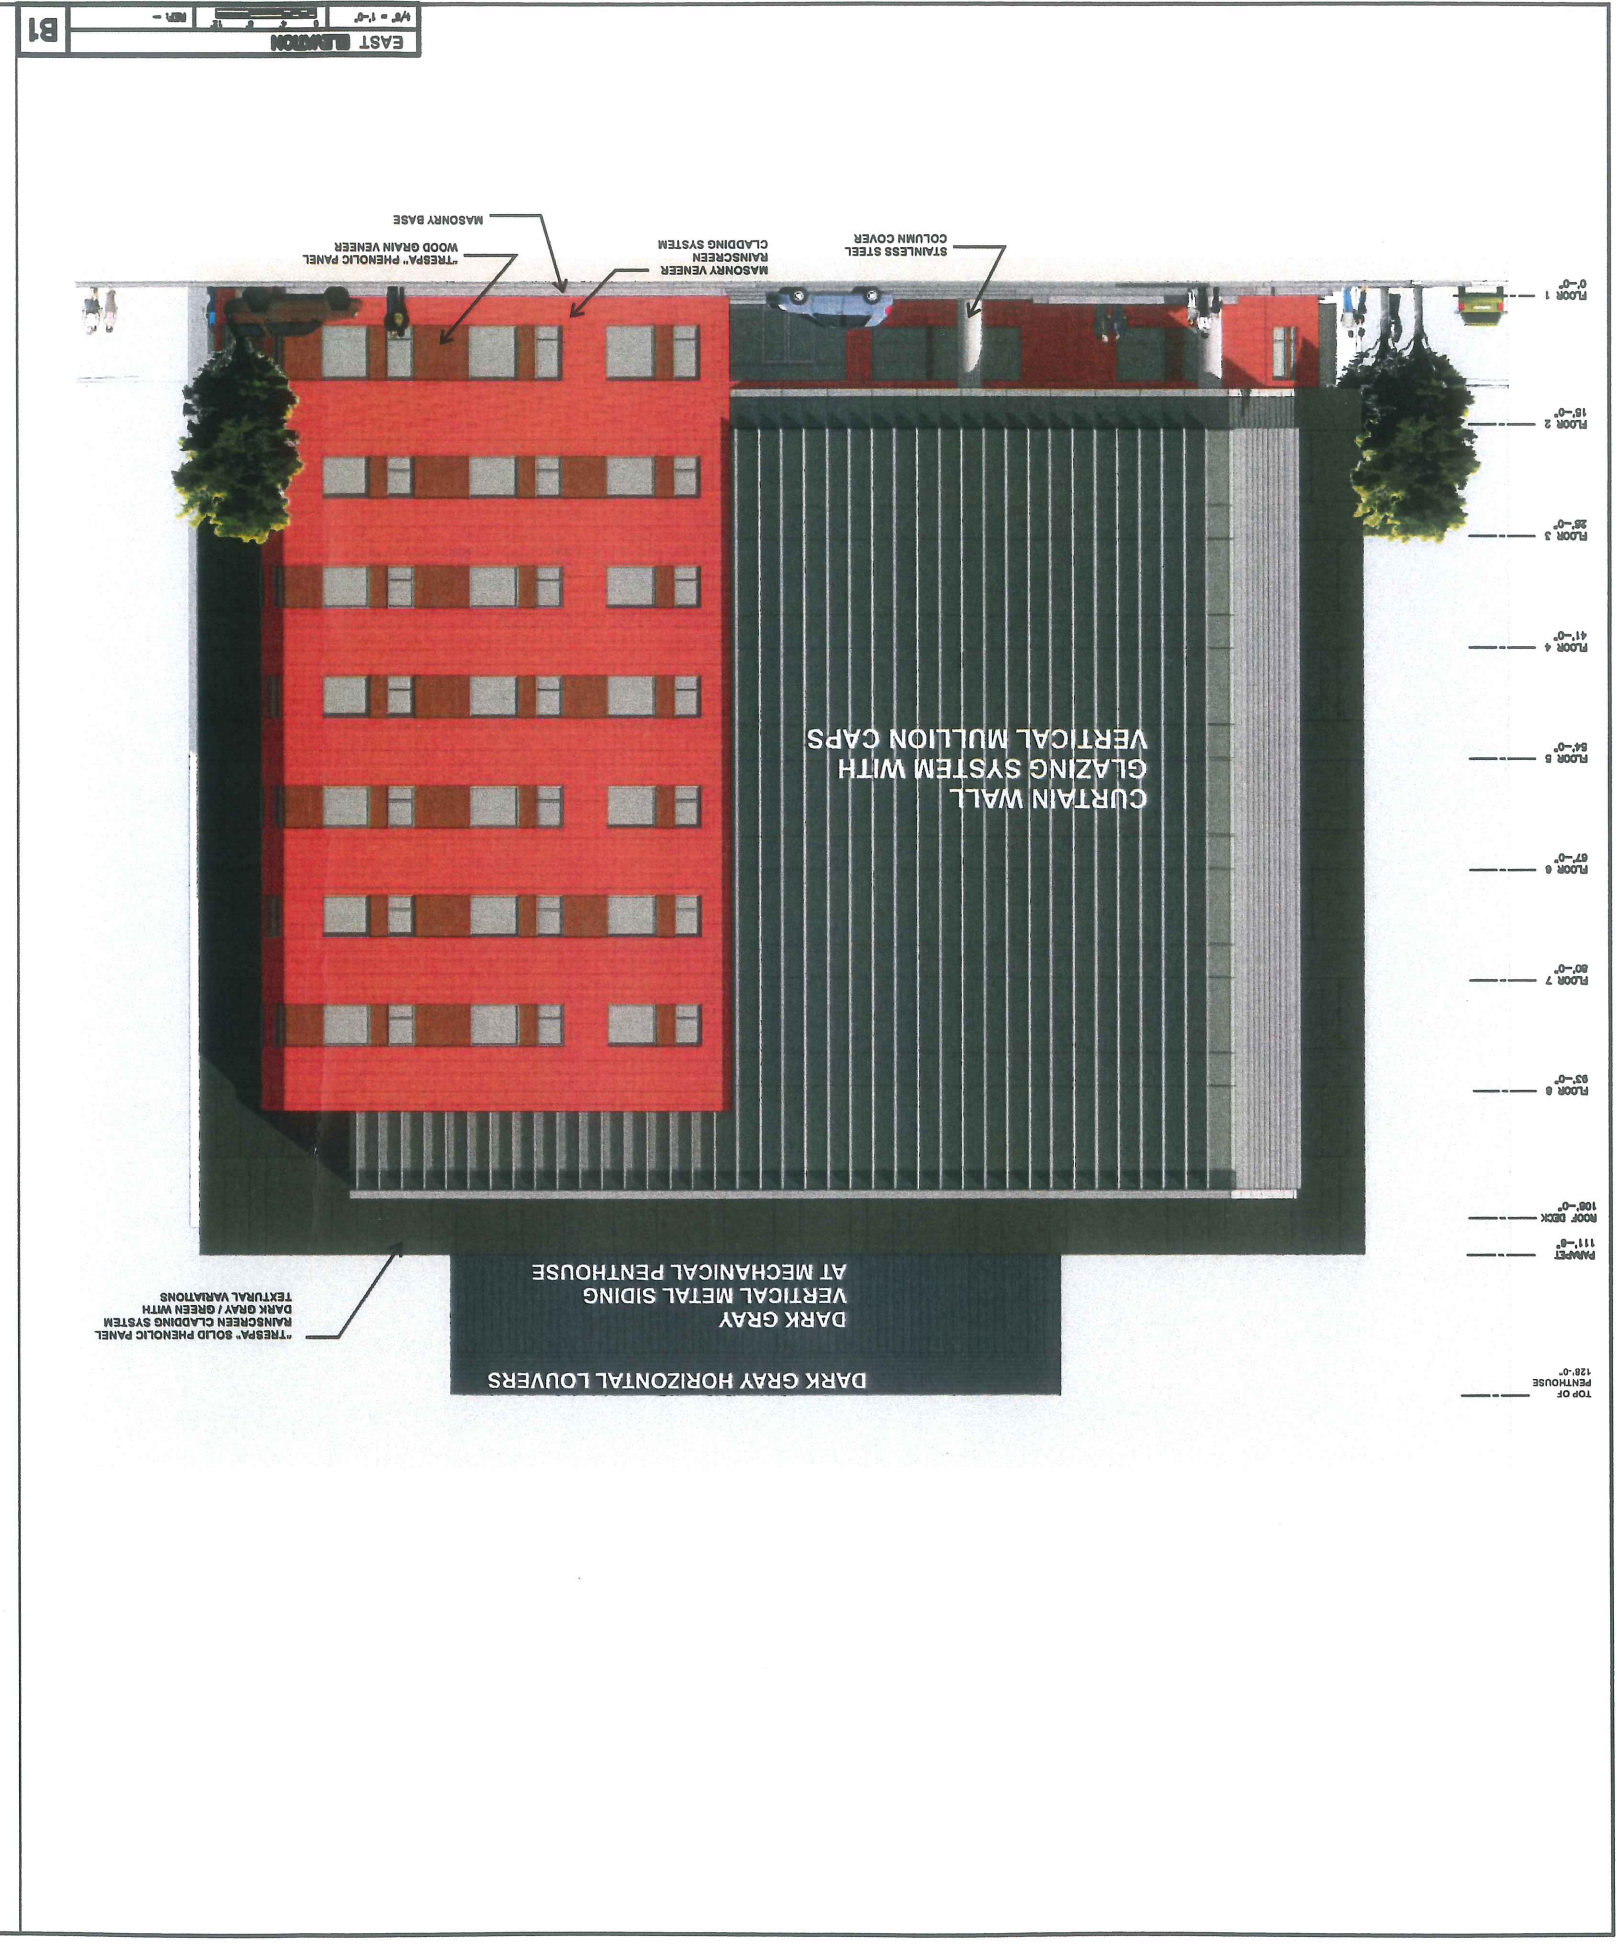 TOP OF
PENTHOUSE
128'-0"
DARK GRAY HORIZONTAL LOUVERS
DARK GRAY
VERTICAL METAL SIDING
AT MECHANICAL PENTHOUSE
"TRESPA" SOLID PHENOLIC PANEL
RAINSCREEN CLADDING SYSTEM
DARK GRAY / GREEN WITH
TEXTURAL VARIATIONS
PARAPET
ROOF DECK
108'-0"
FLOOR 8
93'-0"
FLOOR 7
80'-0"
FLOOR 6
67'-0"
FLOOR 5
54'-0"
FLOOR 4
41'-0"
FLOOR 3
28'-0"
FLOOR 2
15'-0"
FLOOR 1
0'-0"
CURTAIN WALL
GLAZING SYSTEM WITH
VERTICAL MULLION CAPS
STAINLESS STEEL
COLUMN COVER
MASONRY VENEER
RAINSCREEN
CLADDING SYSTEM
"TRESPA" PHENOLIC PANEL
WOOD GRAIN VENEER
MASONRY BASE
EAST ELEVATION
1/8" = 1'-0"
0 4' 8' 12'
REF: -
B1